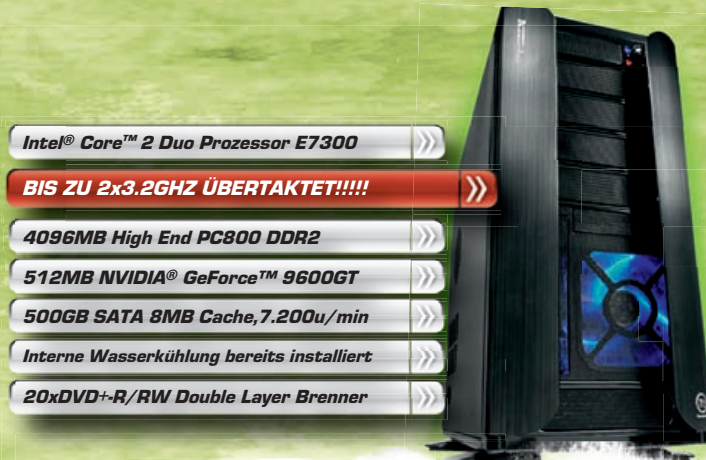 Intel® Core™ 2 Duo Prozessor E7300
BIS ZU 2x3.2GHZ ÜBERTAKTET!!!!!
4096MB High End PC800 DDR2
512MB NVIDIA® GeForce™ 9600GT
500GB SATA 8MB Cache,7.200u/min
Interne Wasserkühlung bereits installiert
20xDVD+-R/RW Double Layer Brenner